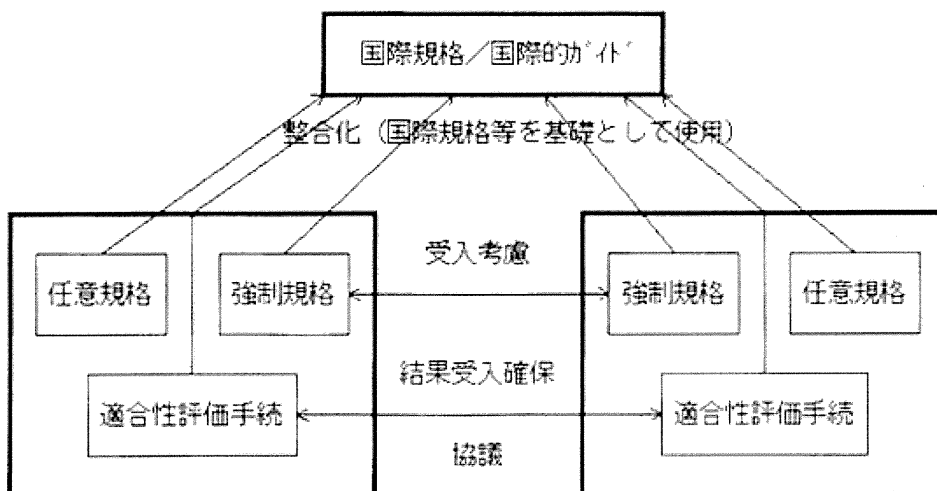 国際規格／国際的ｶﾞｲﾄﾞ
整合化（国際規格等を基礎として使用）
受入考慮
任意規格
強制規格
強制規格
任意規格
結果受入確保
適合性評価手続
適合性評価手続
協議